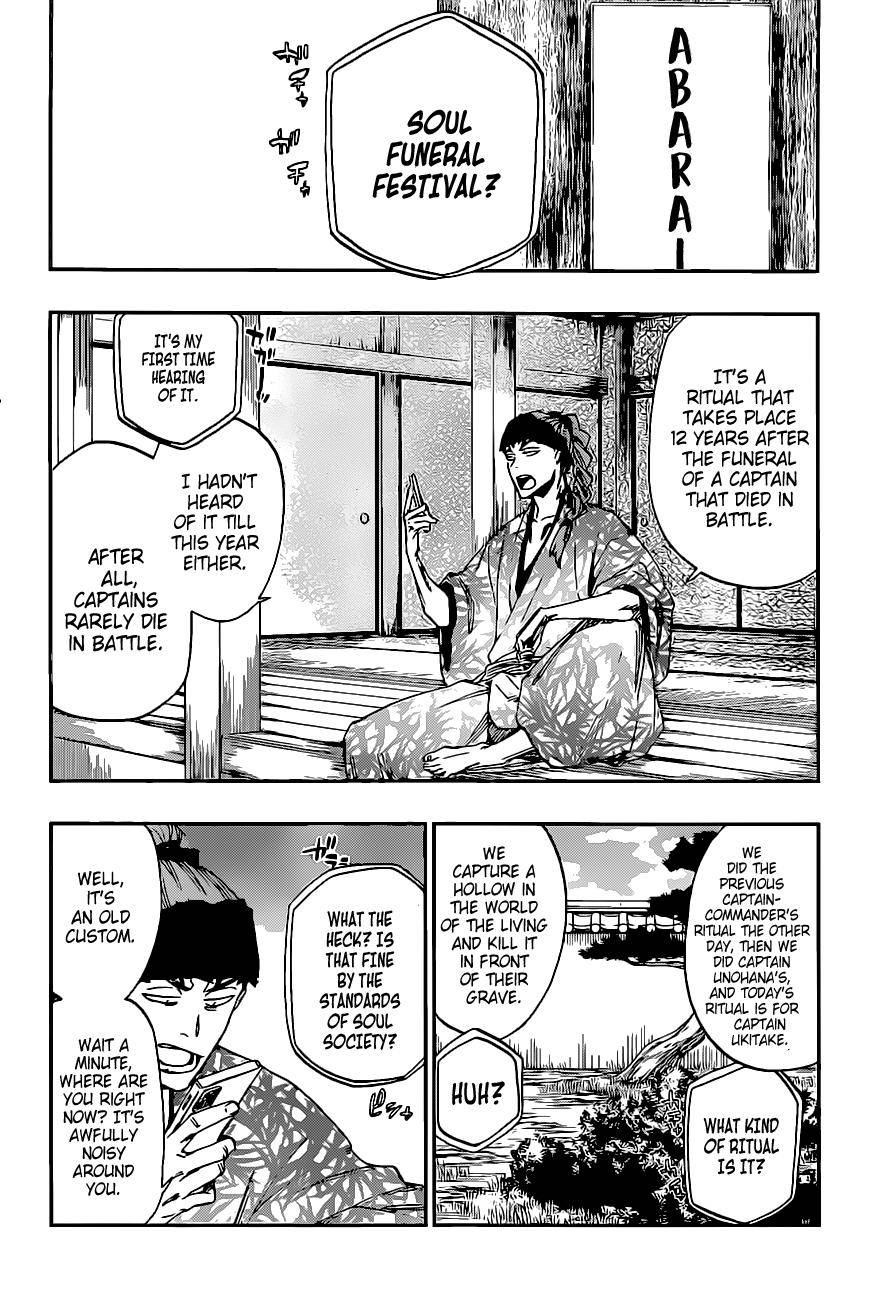 ABARAI
SOUL
FUNERAL
FESTIVAL?
IT'S A
RITUAL THAT
TAKES PLACE
12 YEARS AFTER
THE FUNERAL
OF A CAPTAIN
THAT DIED IN
BATTLE.
IT'S MY
FIRST TIME
HEARING
OF IT.
I HADN'T
HEARD
OF IT TILL
THIS YEAR
EITHER.
AFTER
ALL,
CAPTAINS
RARELY DIE
IN BATTLE.
WE
DID THE
PREVIOUS
CAPTAIN-
COMMANDER'S
RITUAL THE OTHER
DAY, THEN WE
DID CAPTAIN
UNOHANA'S,
AND TODAY'S
RITUAL IS FOR
CAPTAIN
UKITAKE.
WHAT KIND
OF RITUAL
IS IT?
WE
CAPTURE A
HOLLOW IN
THE WORLD
OF THE LIVING
AND KILL IT
IN FRONT
OF THEIR
GRAVE.
HUH?
WHAT THE
HECK? IS
THAT FINE
BY THE
STANDARDS
OF SOUL
SOCIETY?
WELL,
IT'S
AN OLD
CUSTOM.
WAIT A
MINUTE,
WHERE ARE
YOU RIGHT
NOW? IT'S
AWFULLY
NOISY
AROUND
YOU.